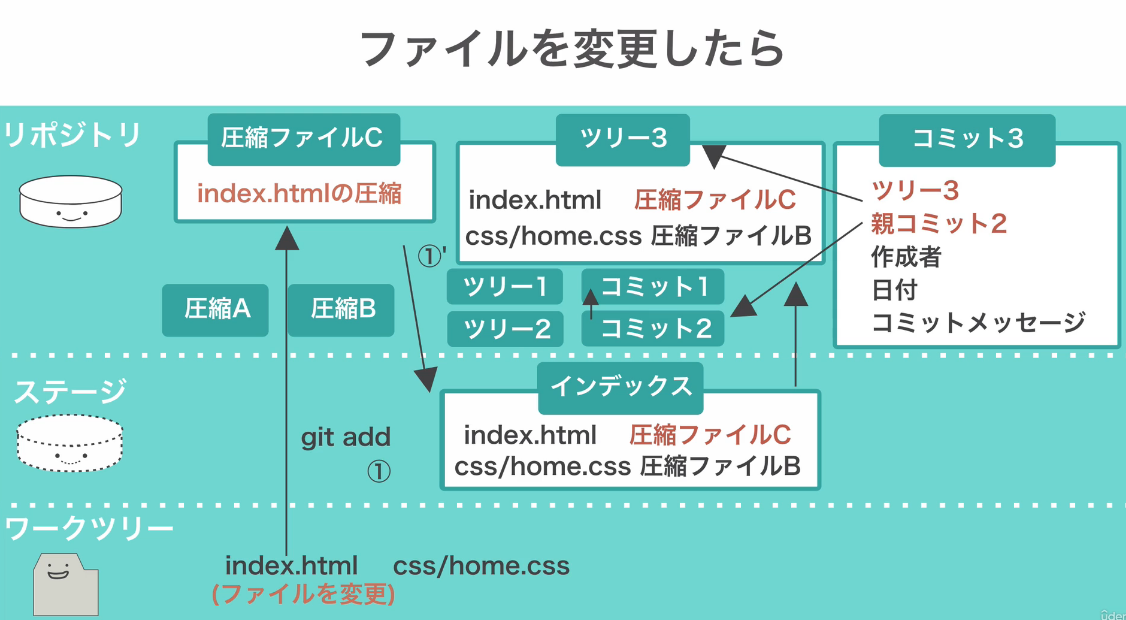 ファイルを変更したら
リポジトリ
圧縮ファイルC
index.htmlの圧縮
ツリー3
index.html 圧縮ファイルC
css/home.css 圧縮ファイルB
コミット3
ツリー3
親コミット2
作成者
日付
コミットメッセージ
①'
圧縮A
圧縮B
ツリー1
コミット1
ツリー2
コミット2
ステージ
インデックス
index.html 圧縮ファイルC
css/home.css 圧縮ファイルB
git add
①
ワークツリー
index.html css/home.css
(ファイルを変更)